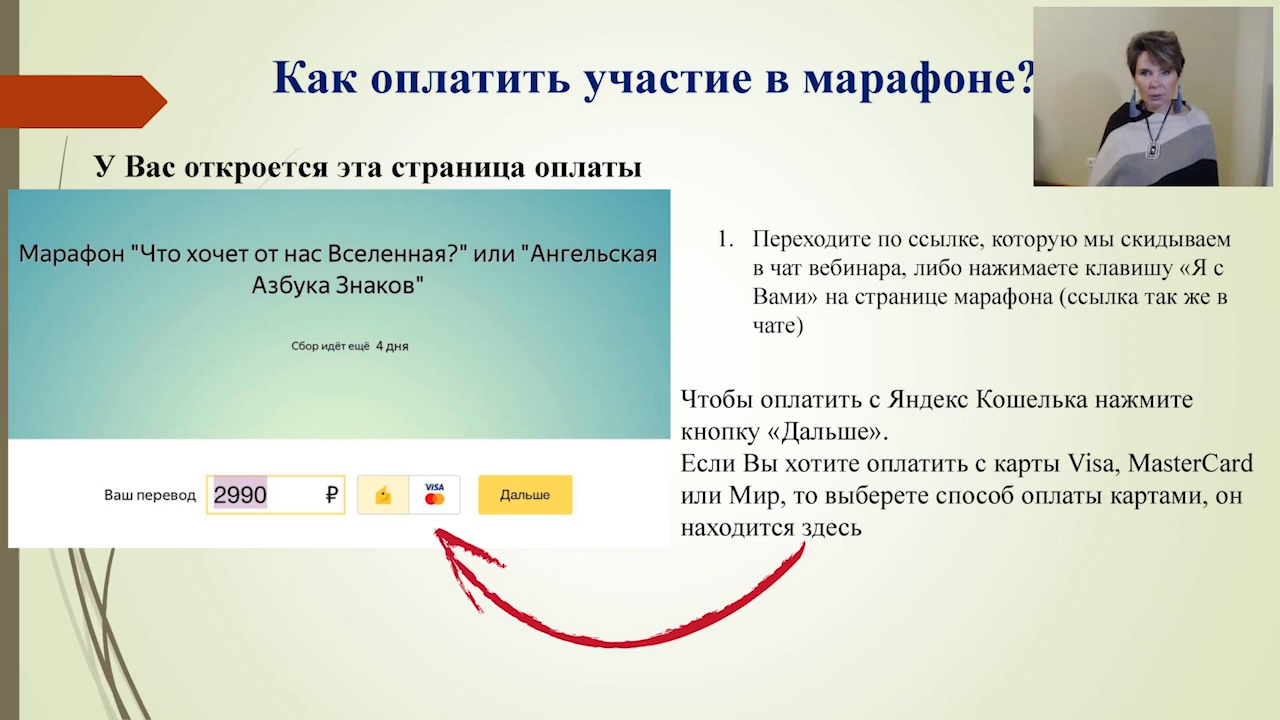 Как оплатить участие в марафоне?
У Вас откроется эта страница оплаты
Марафон "Что хочет от нас Вселенная?" или "Ангельская
Азбука Знаков"
Сбор идёт ещё 4 дня
Ваш перевод 2990 ₽ VISA Дальше
1. Переходите по ссылке, которую мы скидываем
в чат вебинара, либо нажимаете клавишу «Я с
Вами» на странице марафона (ссылка так же в
чате)
Чтобы оплатить с Яндекс Кошелька нажмите
кнопку «Дальше».
Если Вы хотите оплатить с карты Visa, MasterCard
или Мир, то выберете способ оплаты картами, он
находится здесь